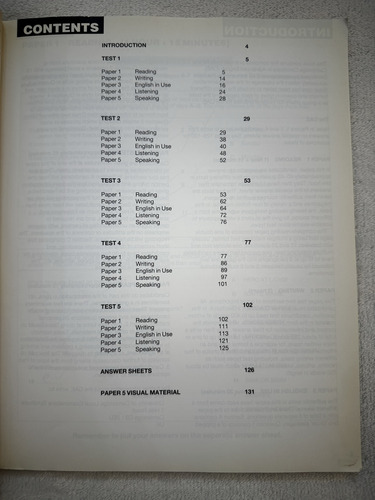 CONTENTS
INTRODUCTION 4
TEST 1 5
Paper 1 Reading 5
Paper 2 Writing 14
Paper 3 English in Use 16
Paper 4 Listening 24
Paper 5 Speaking 28
TEST 2 29
Paper 1 Reading 29
Paper 2 Writing 38
Paper 3 English in Use 40
Paper 4 Listening 48
Paper 5 Speaking 52
TEST 3 53
Paper 1 Reading 53
Paper 2 Writing 62
Paper 3 English in Use 64
Paper 4 Listening 72
Paper 5 Speaking 76
TEST 4 77
Paper 1 Reading 77
Paper 2 Writing 86
Paper 3 English in Use 89
Paper 4 Listening 97
Paper 5 Speaking 101
TEST 5 102
Paper 1 Reading 102
Paper 2 Writing 111
Paper 3 English in Use 113
Paper 4 Listening 121
Paper 5 Speaking 125
ANSWER SHEETS 126
PAPER 5 VISUAL MATERIAL 131